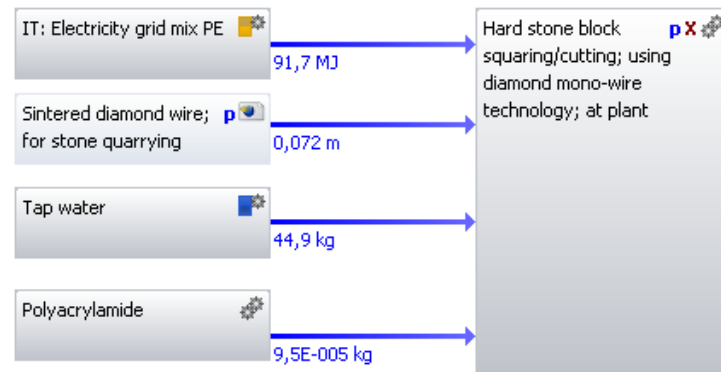 IT: Electricity grid mix PE
91,7 MJ
Sintered diamond wire; p
for stone quarrying
0,072 m
Tap water
44,9 kg
Polyacrylamide
9,5E-005 kg
Hard stone block p X
squaring/cutting; using
diamond mono-wire
technology; at plant